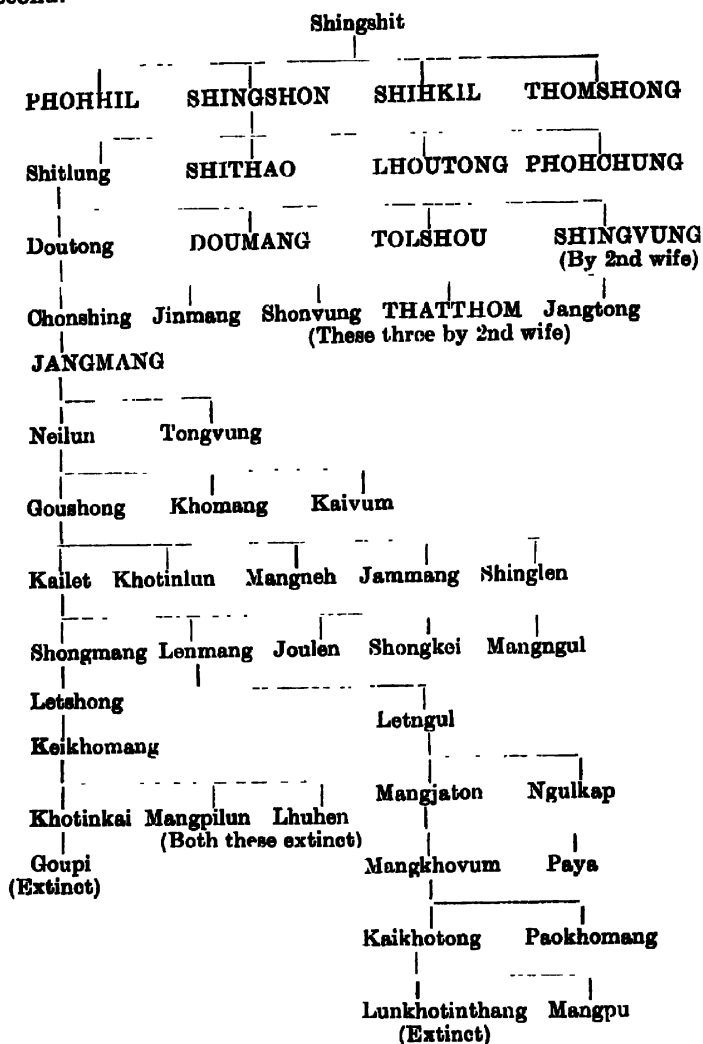 Shingshit
PHOHHIL SHINGSHON SHIHKIL THOMSHONG
Shitlung SHITHAO LHOUTONG PHOHCHUNG
Doutong DOUMANG TOLSHOU SHINGVUNG
(By 2nd wife)
Chonshing Jinmang Shonvung THATTHOM Jangtong
(These three by 2nd wife)
JANGMANG
Neilun Tongvung
Goushong Khomang Kaivum
Kailet Khotinlun Mangneh Jammang Shinglen
Shongmang Lenmang Joulen Shongkei Mangngul
Letshong
Letngul
Keikhomang
Mangjaton Ngulkap
Khotinkai Mangpilun Lhuhen
(Both these extinct)
Goupi
(Extinct)
Mangkhovum Paya
Kaikhotong Paokhomang
Lunkhotinthang Mangpu
(Extinct)